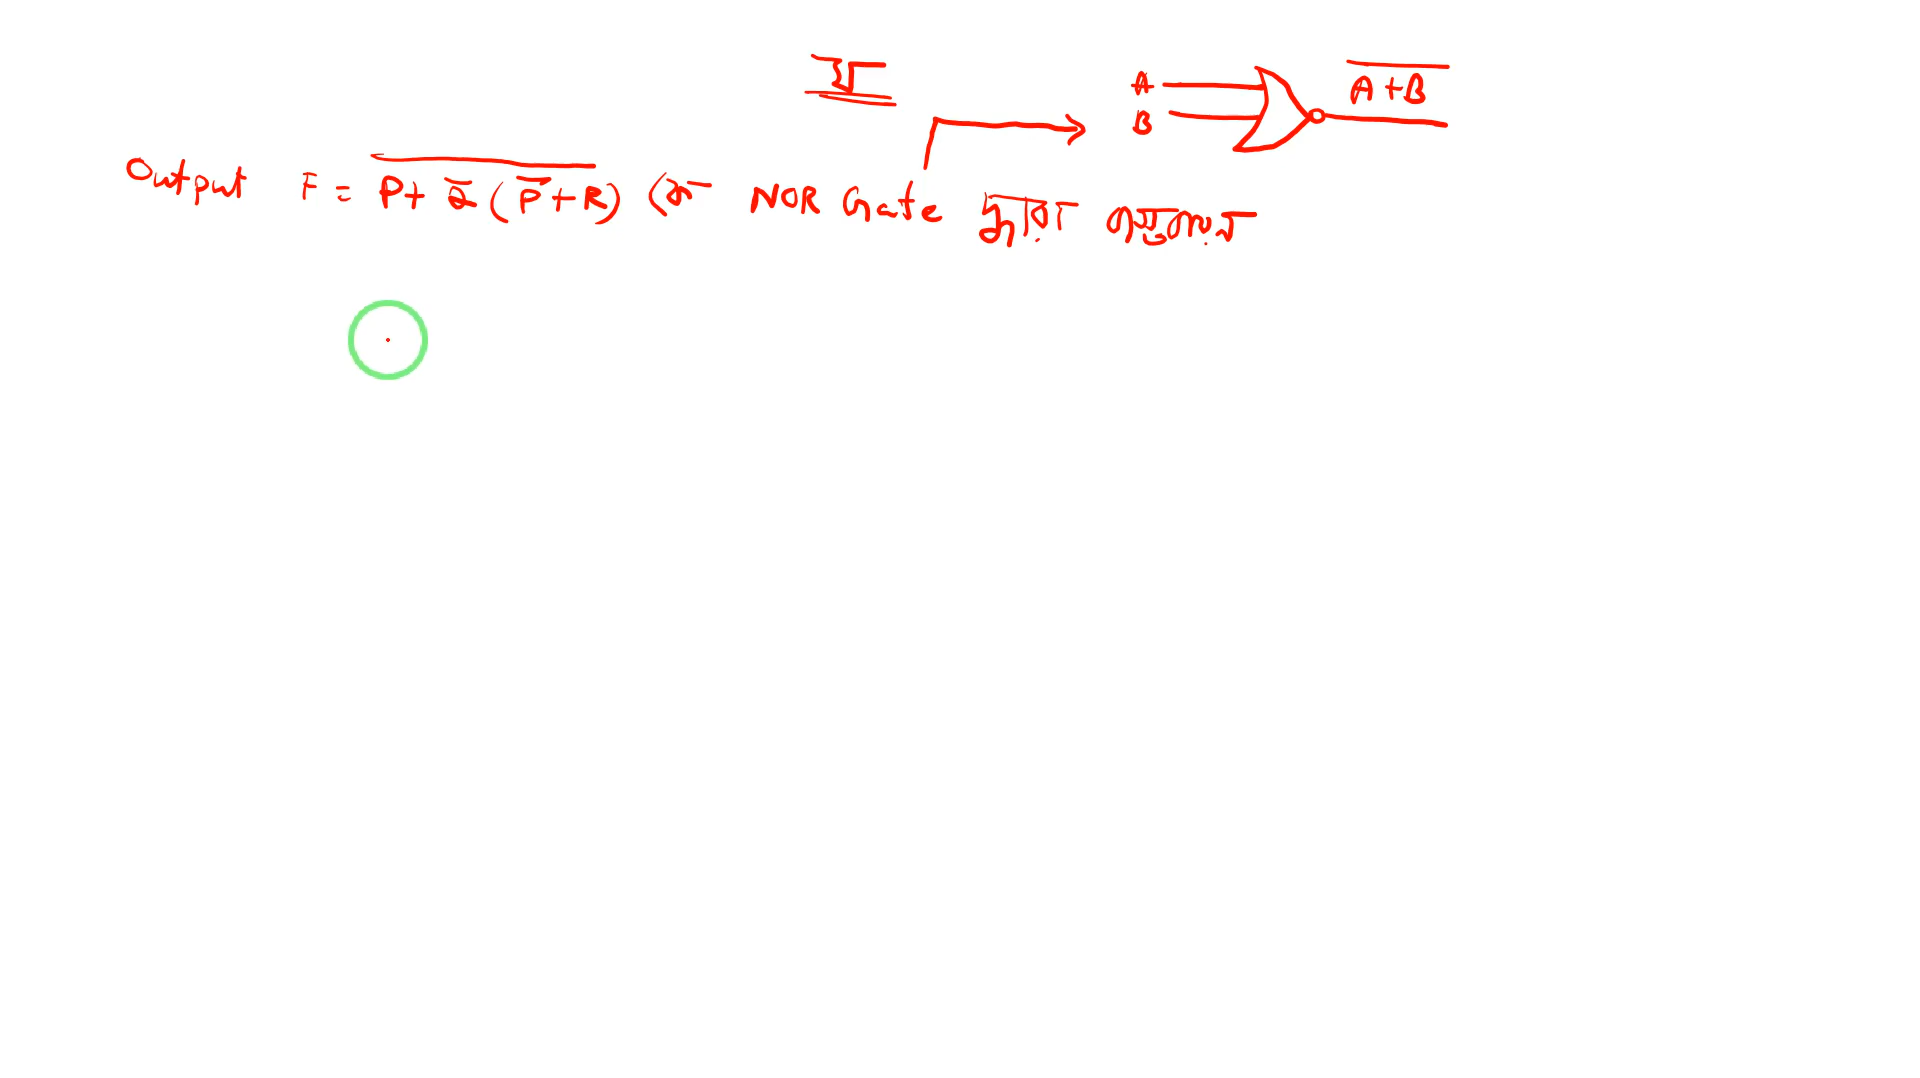 A
B
A + B
Output F = P + Q̄ (P̄ + R) কে NOR Gate দ্বারা বাস্তবায়ন